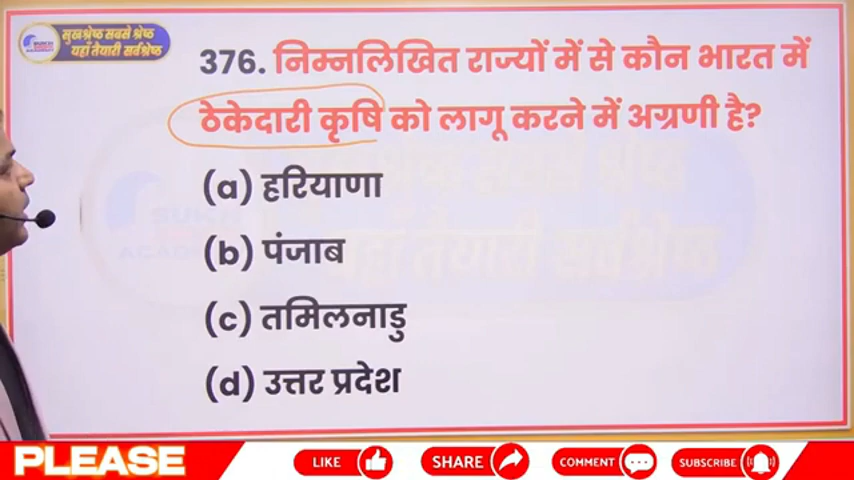 सुखश्रेष्ठ सबसे श्रेष्ठ
यहाँ तैयारी सर्वश्रेष्ठ
376. निम्नलिखित राज्यों में से कौन भारत में
ठेकेदारी कृषि को लागू करने में अग्रणी है?
(a) हरियाणा
(b) पंजाब
(c) तमिलनाडु
(d) उत्तर प्रदेश
PLEASE
LIKE
SHARE
COMMENT
SUBSCRIBE